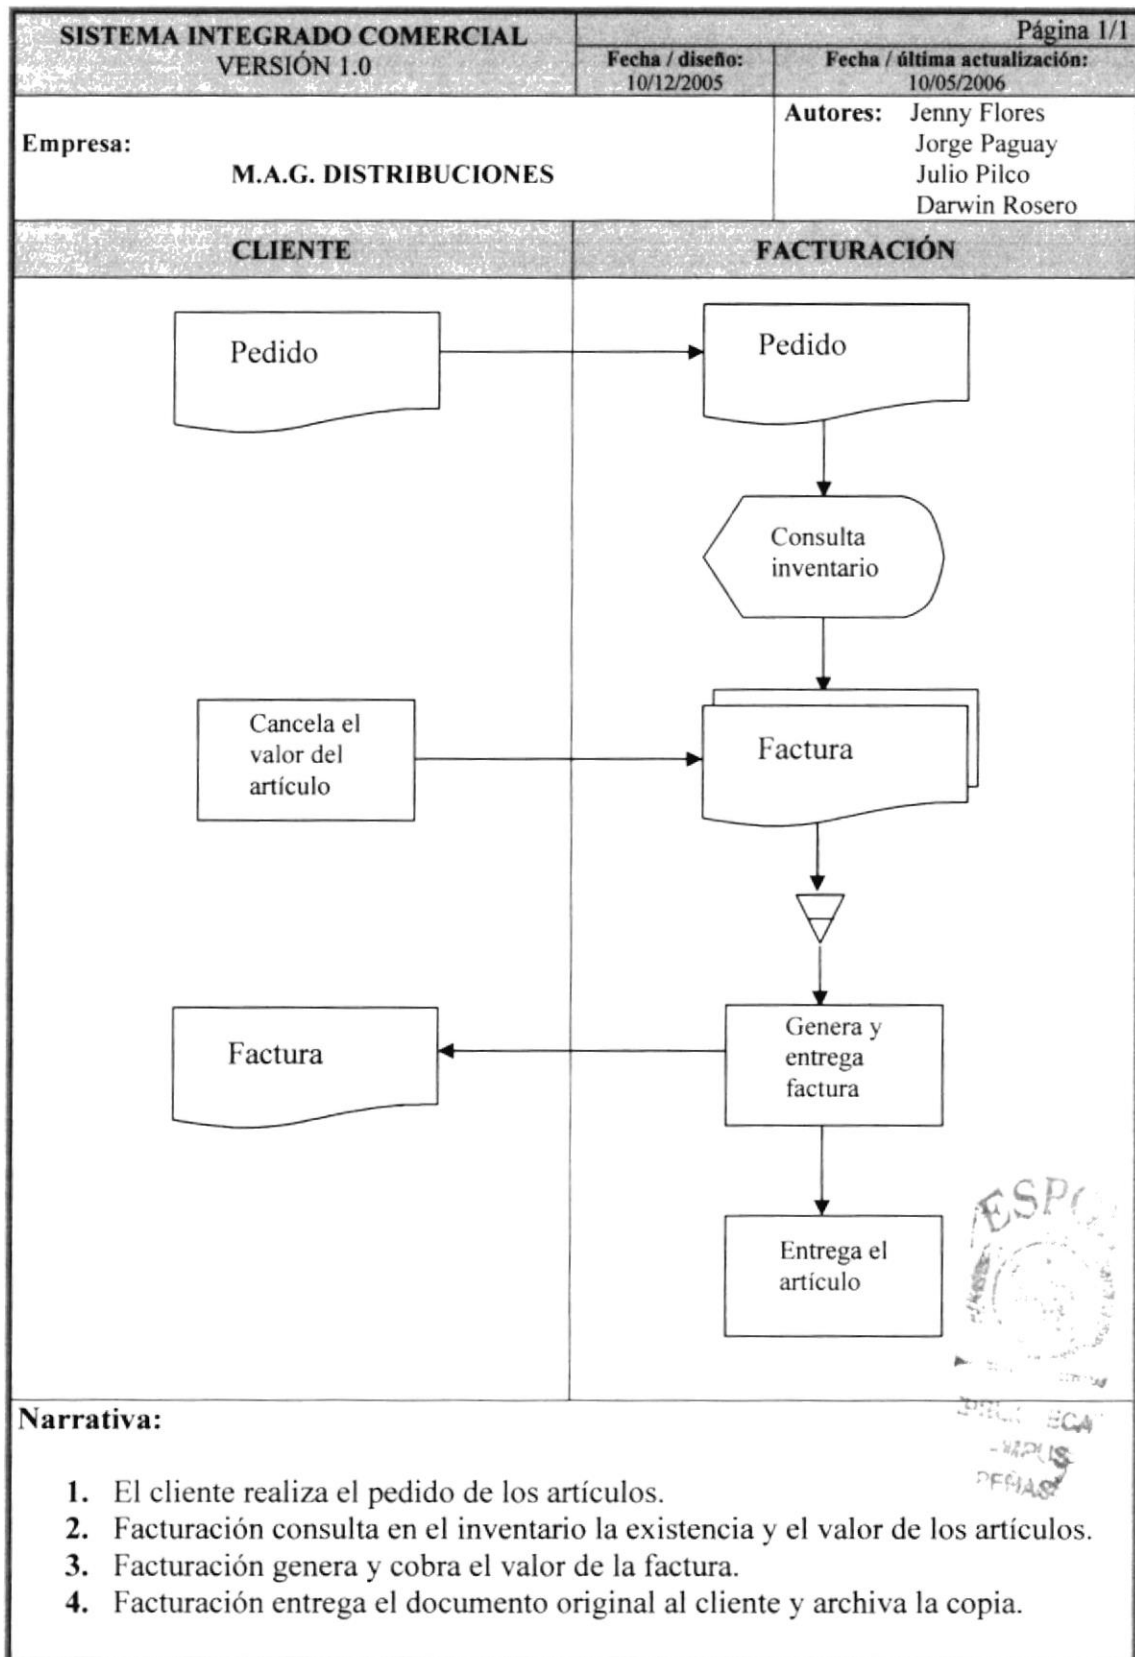 SISTEMA INTEGRADO COMERCIAL
VERSIÓN 1.0
Página 1/1
Fecha / diseño:
10/12/2005
Fecha / última actualización:
10/05/2006
Empresa:
M.A.G. DISTRIBUCIONES
Autores: Jenny Flores
Jorge Paguay
Julio Pilco
Darwin Rosero
CLIENTE
FACTURACIÓN
Pedido
Pedido
Consulta
inventario
Cancela el
valor del
artículo
Factura
Factura
Genera y
entrega
factura
Entrega el
artículo
Narrativa:
1. El cliente realiza el pedido de los artículos.
2. Facturación consulta en el inventario la existencia y el valor de los artículos.
3. Facturación genera y cobra el valor de la factura.
4. Facturación entrega el documento original al cliente y archiva la copia.